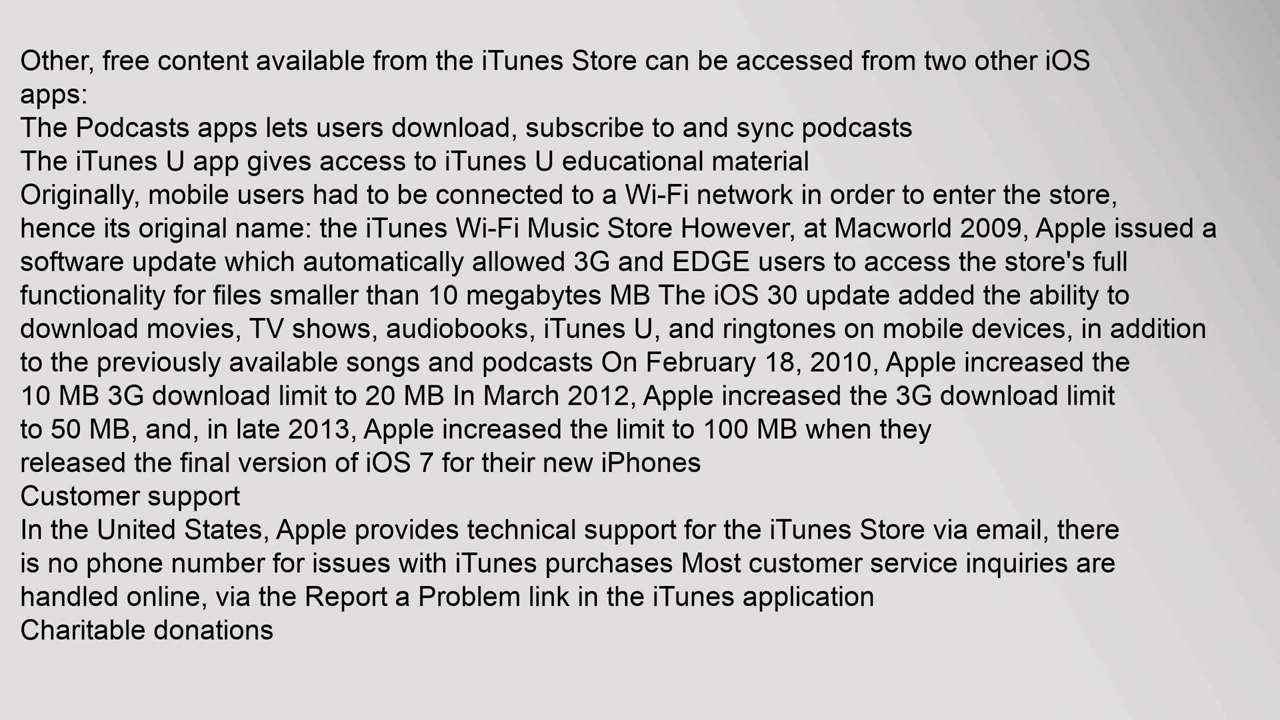 Other, free content available from the iTunes Store can be accessed from two other iOS
apps:
The Podcasts apps lets users download, subscribe to and sync podcasts
The iTunes U app gives access to iTunes U educational material
Originally, mobile users had to be connected to a Wi-Fi network in order to enter the store,
hence its original name: the iTunes Wi-Fi Music Store However, at Macworld 2009, Apple issued a
software update which automatically allowed 3G and EDGE users to access the store's full
functionality for files smaller than 10 megabytes MB The iOS 30 update added the ability to
download movies, TV shows, audiobooks, iTunes U, and ringtones on mobile devices, in addition
to the previously available songs and podcasts On February 18, 2010, Apple increased the
10 MB 3G download limit to 20 MB In March 2012, Apple increased the 3G download limit
to 50 MB, and, in late 2013, Apple increased the limit to 100 MB when they
released the final version of iOS 7 for their new iPhones
Customer support
In the United States, Apple provides technical support for the iTunes Store via email, there
is no phone number for issues with iTunes purchases Most customer service inquiries are
handled online, via the Report a Problem link in the iTunes application
Charitable donations